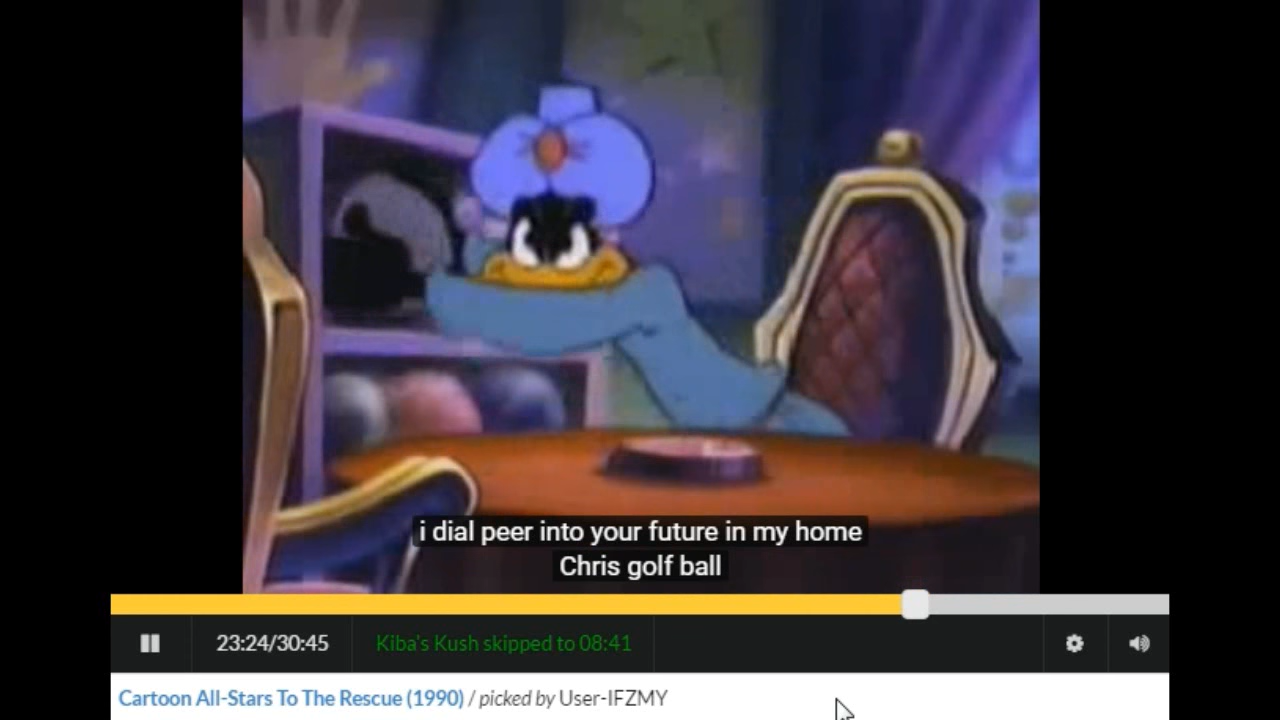 i dial peer into your future in my home
Chris golf ball
23:24/30:45 Kiba's Kush skipped to 08:41
Cartoon All-Stars To The Rescue (1990) / picked by User-IFZMY